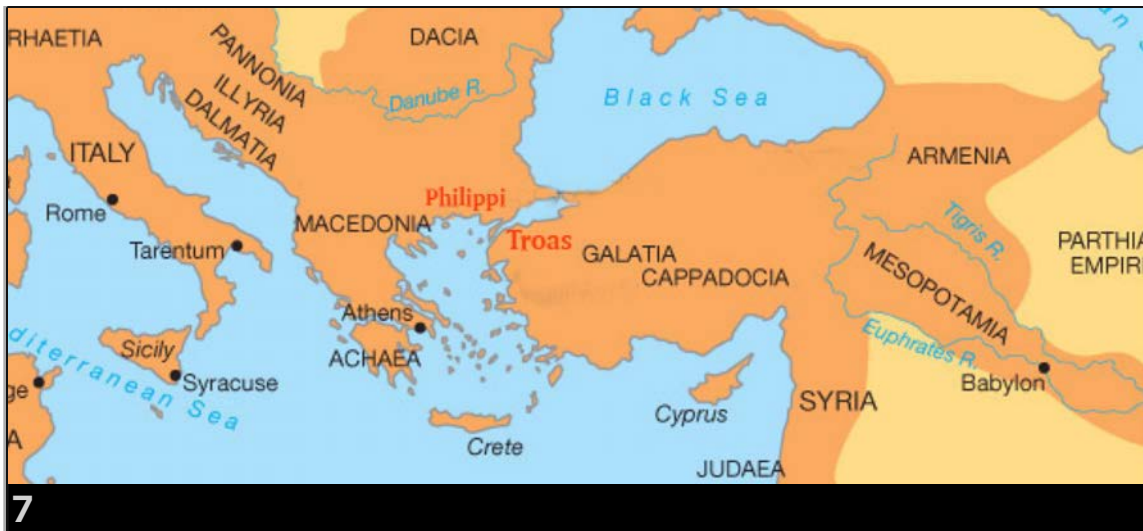 RHAETIA
PANNONIA
ILLYRIA
DALMATIA
DACIA
Danube R.
Black Sea
ITALY
Rome
Tarentum
MACEDONIA
Philippi
Troas
GALATIA
CAPPADOCIA
ARMENIA
Tigris R.
MESOPOTAMIA
PARTHIA
EMPIR
Athens
ACHAEA
Sicily
Syracuse
diterranean Sea
ge
A
Crete
Cyprus
SYRIA
Euphrates R.
Babylon
JUDAEA
7